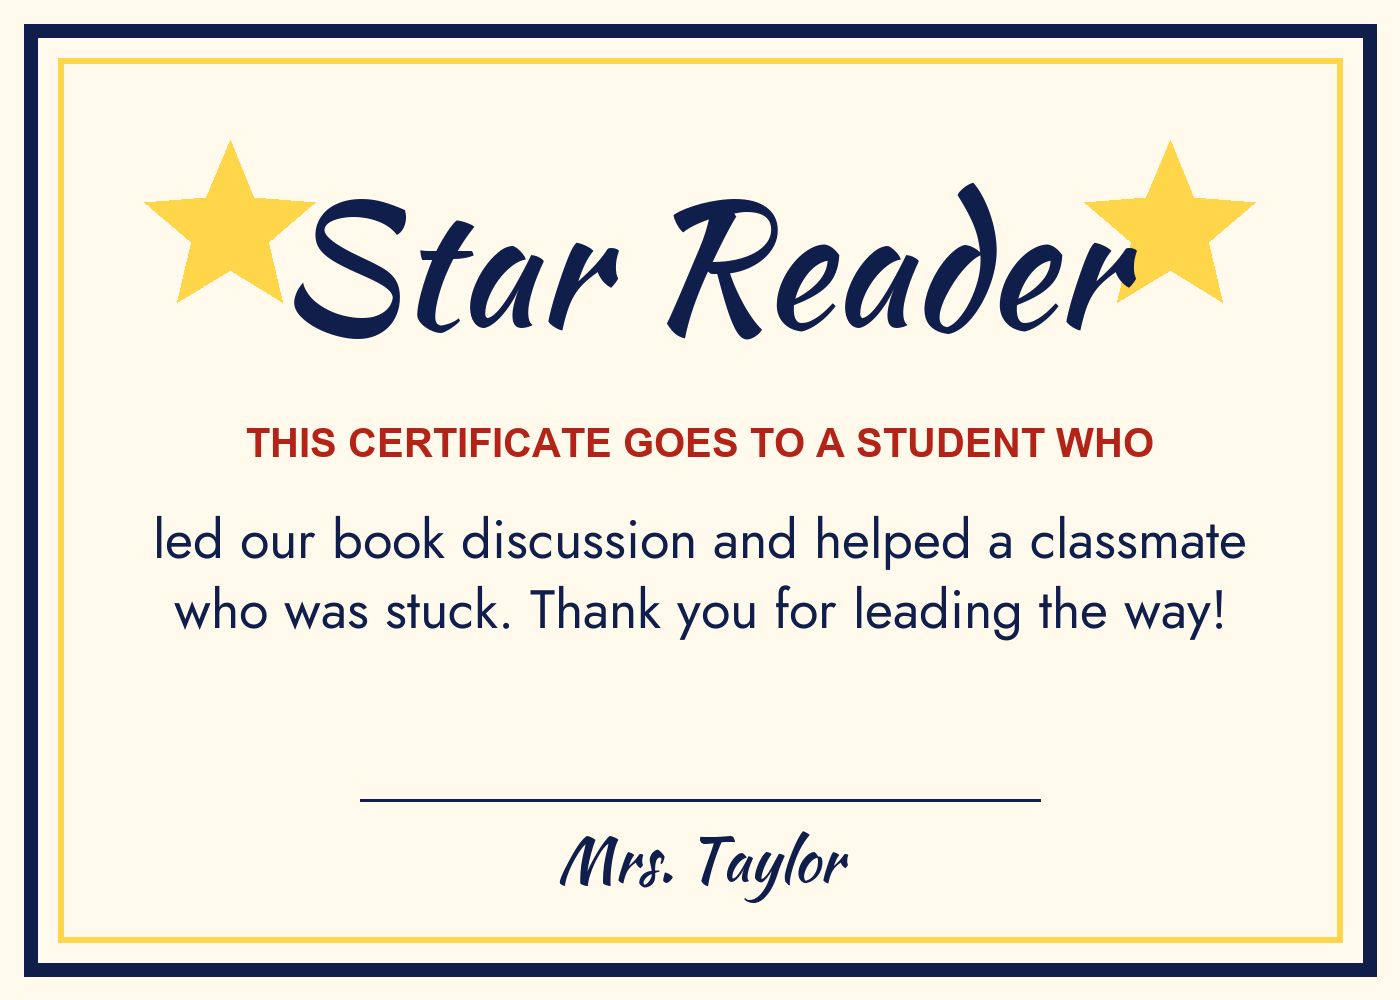 Star Reader
THIS CERTIFICATE GOES TO A STUDENT WHO
led our book discussion and helped a classmate
who was stuck. Thank you for leading the way!
Mrs. Taylor